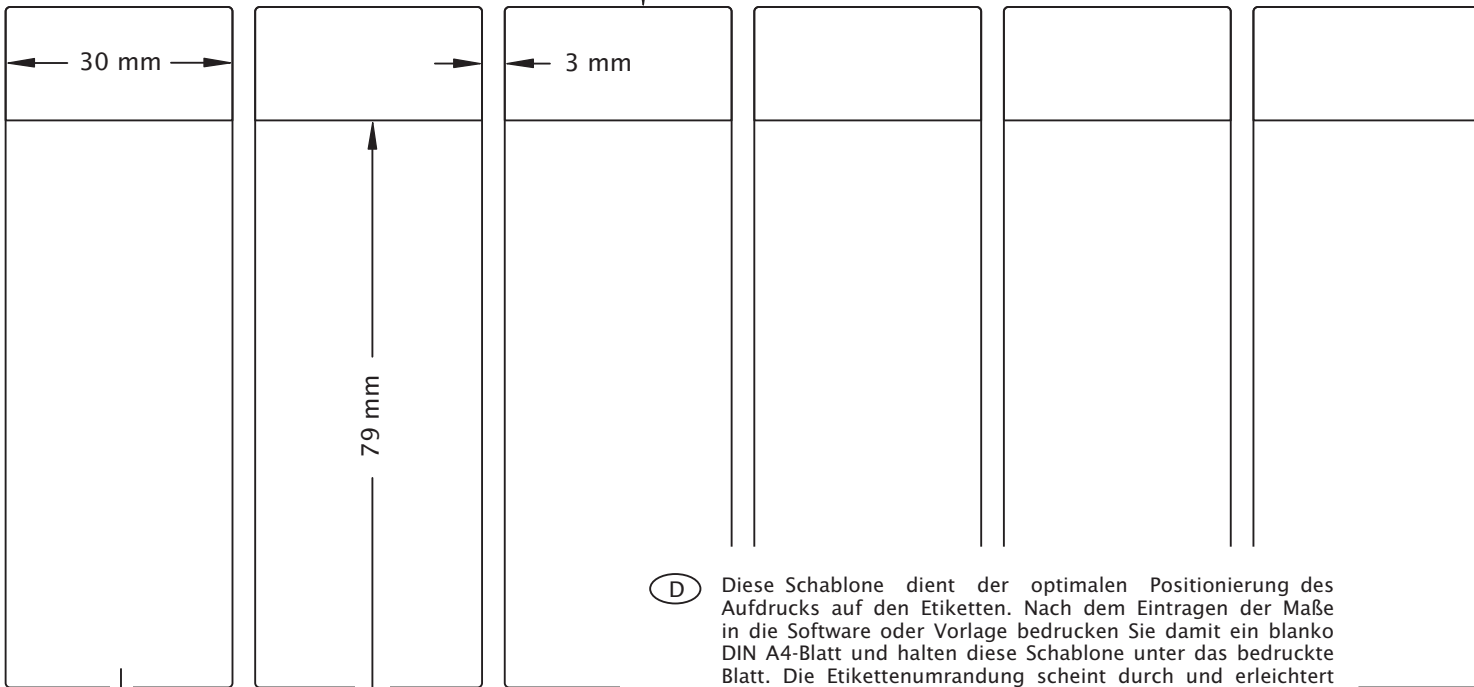 30 mm
3 mm
79 mm
D
Diese Schablone dient der optimalen Positionierung des
Aufdrucks auf den Etiketten. Nach dem Eintragen der Maße
in die Software oder Vorlage bedrucken Sie damit ein blanko
DIN A4-Blatt und halten diese Schablone unter das bedruckte
Blatt. Die Etikettenumrandung scheint durch und erleichtert